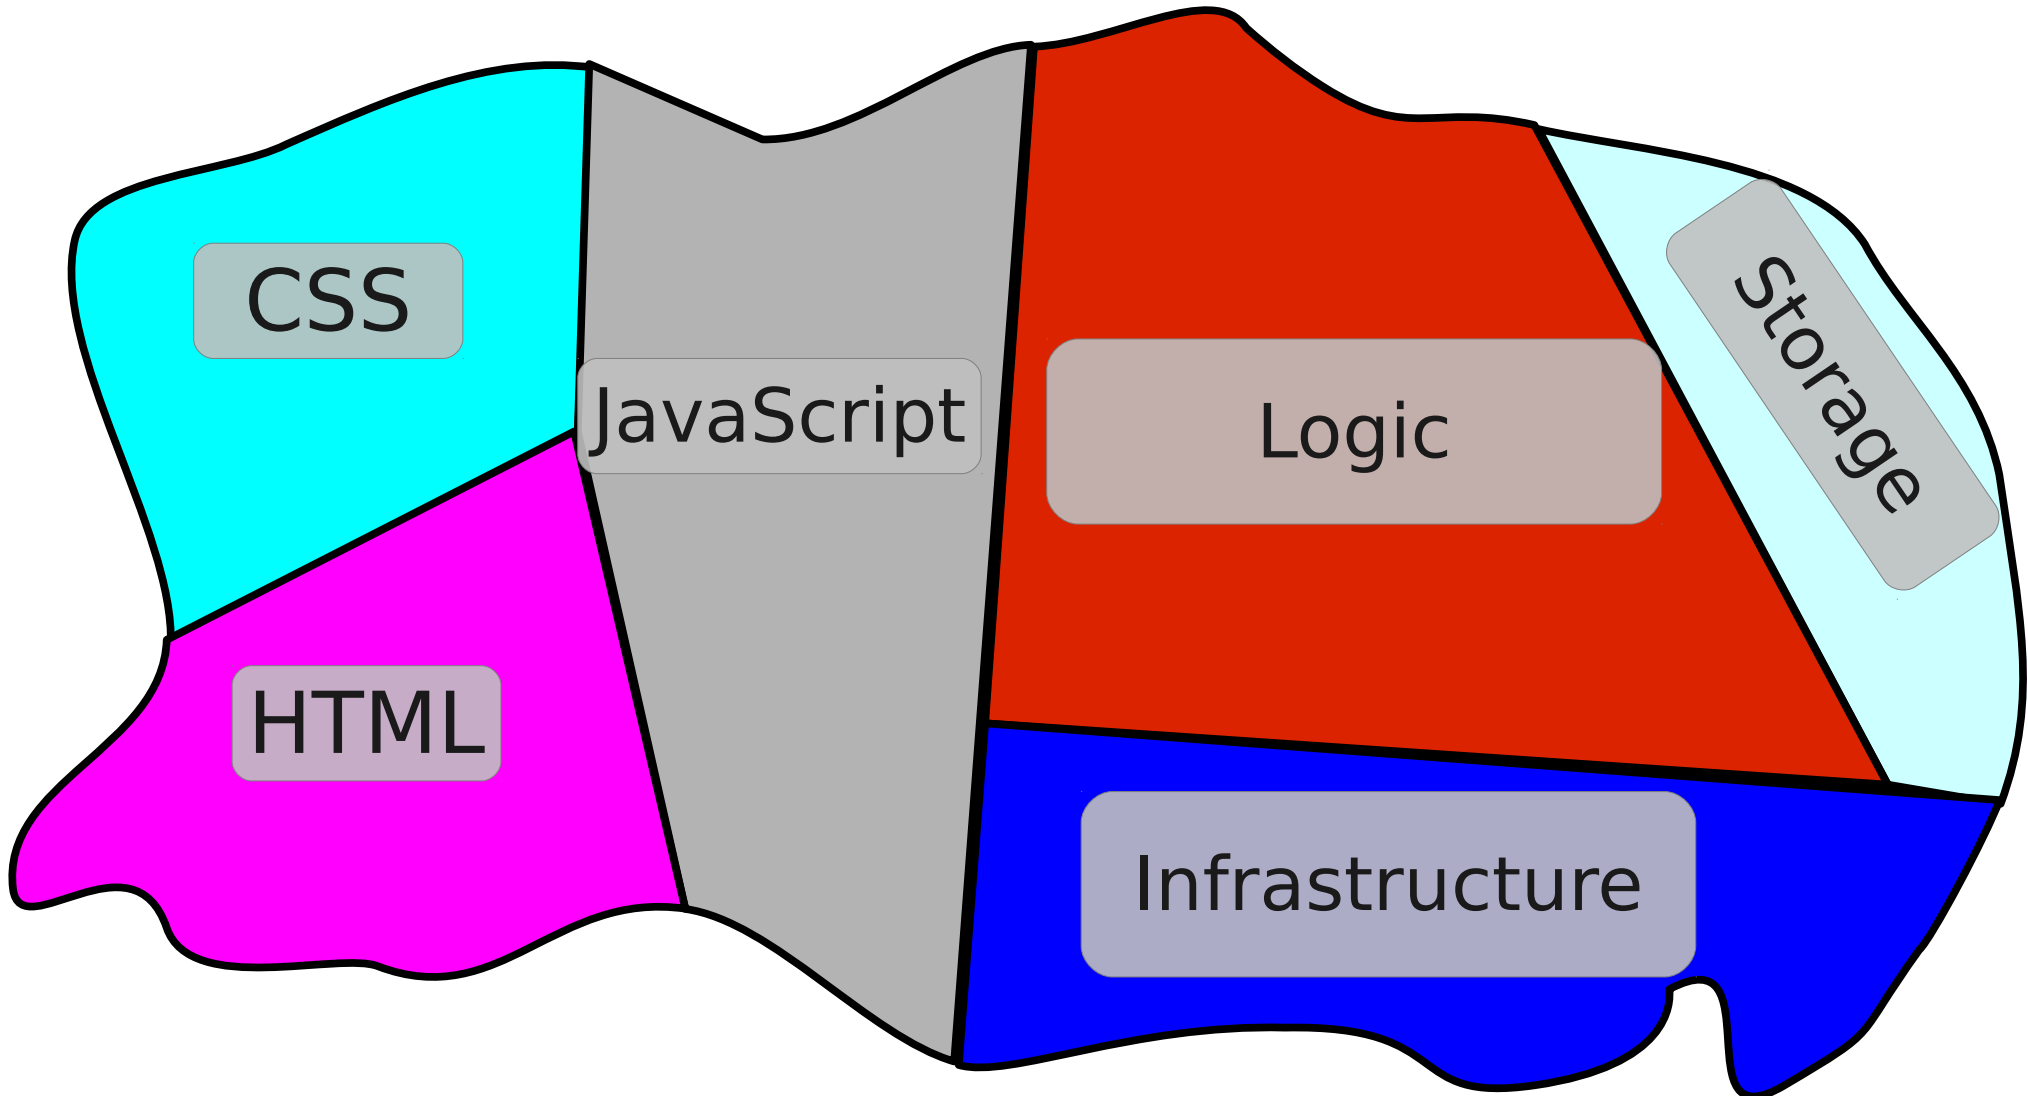 CSS
JavaScript
Logic
Storage
HTML
Infrastructure